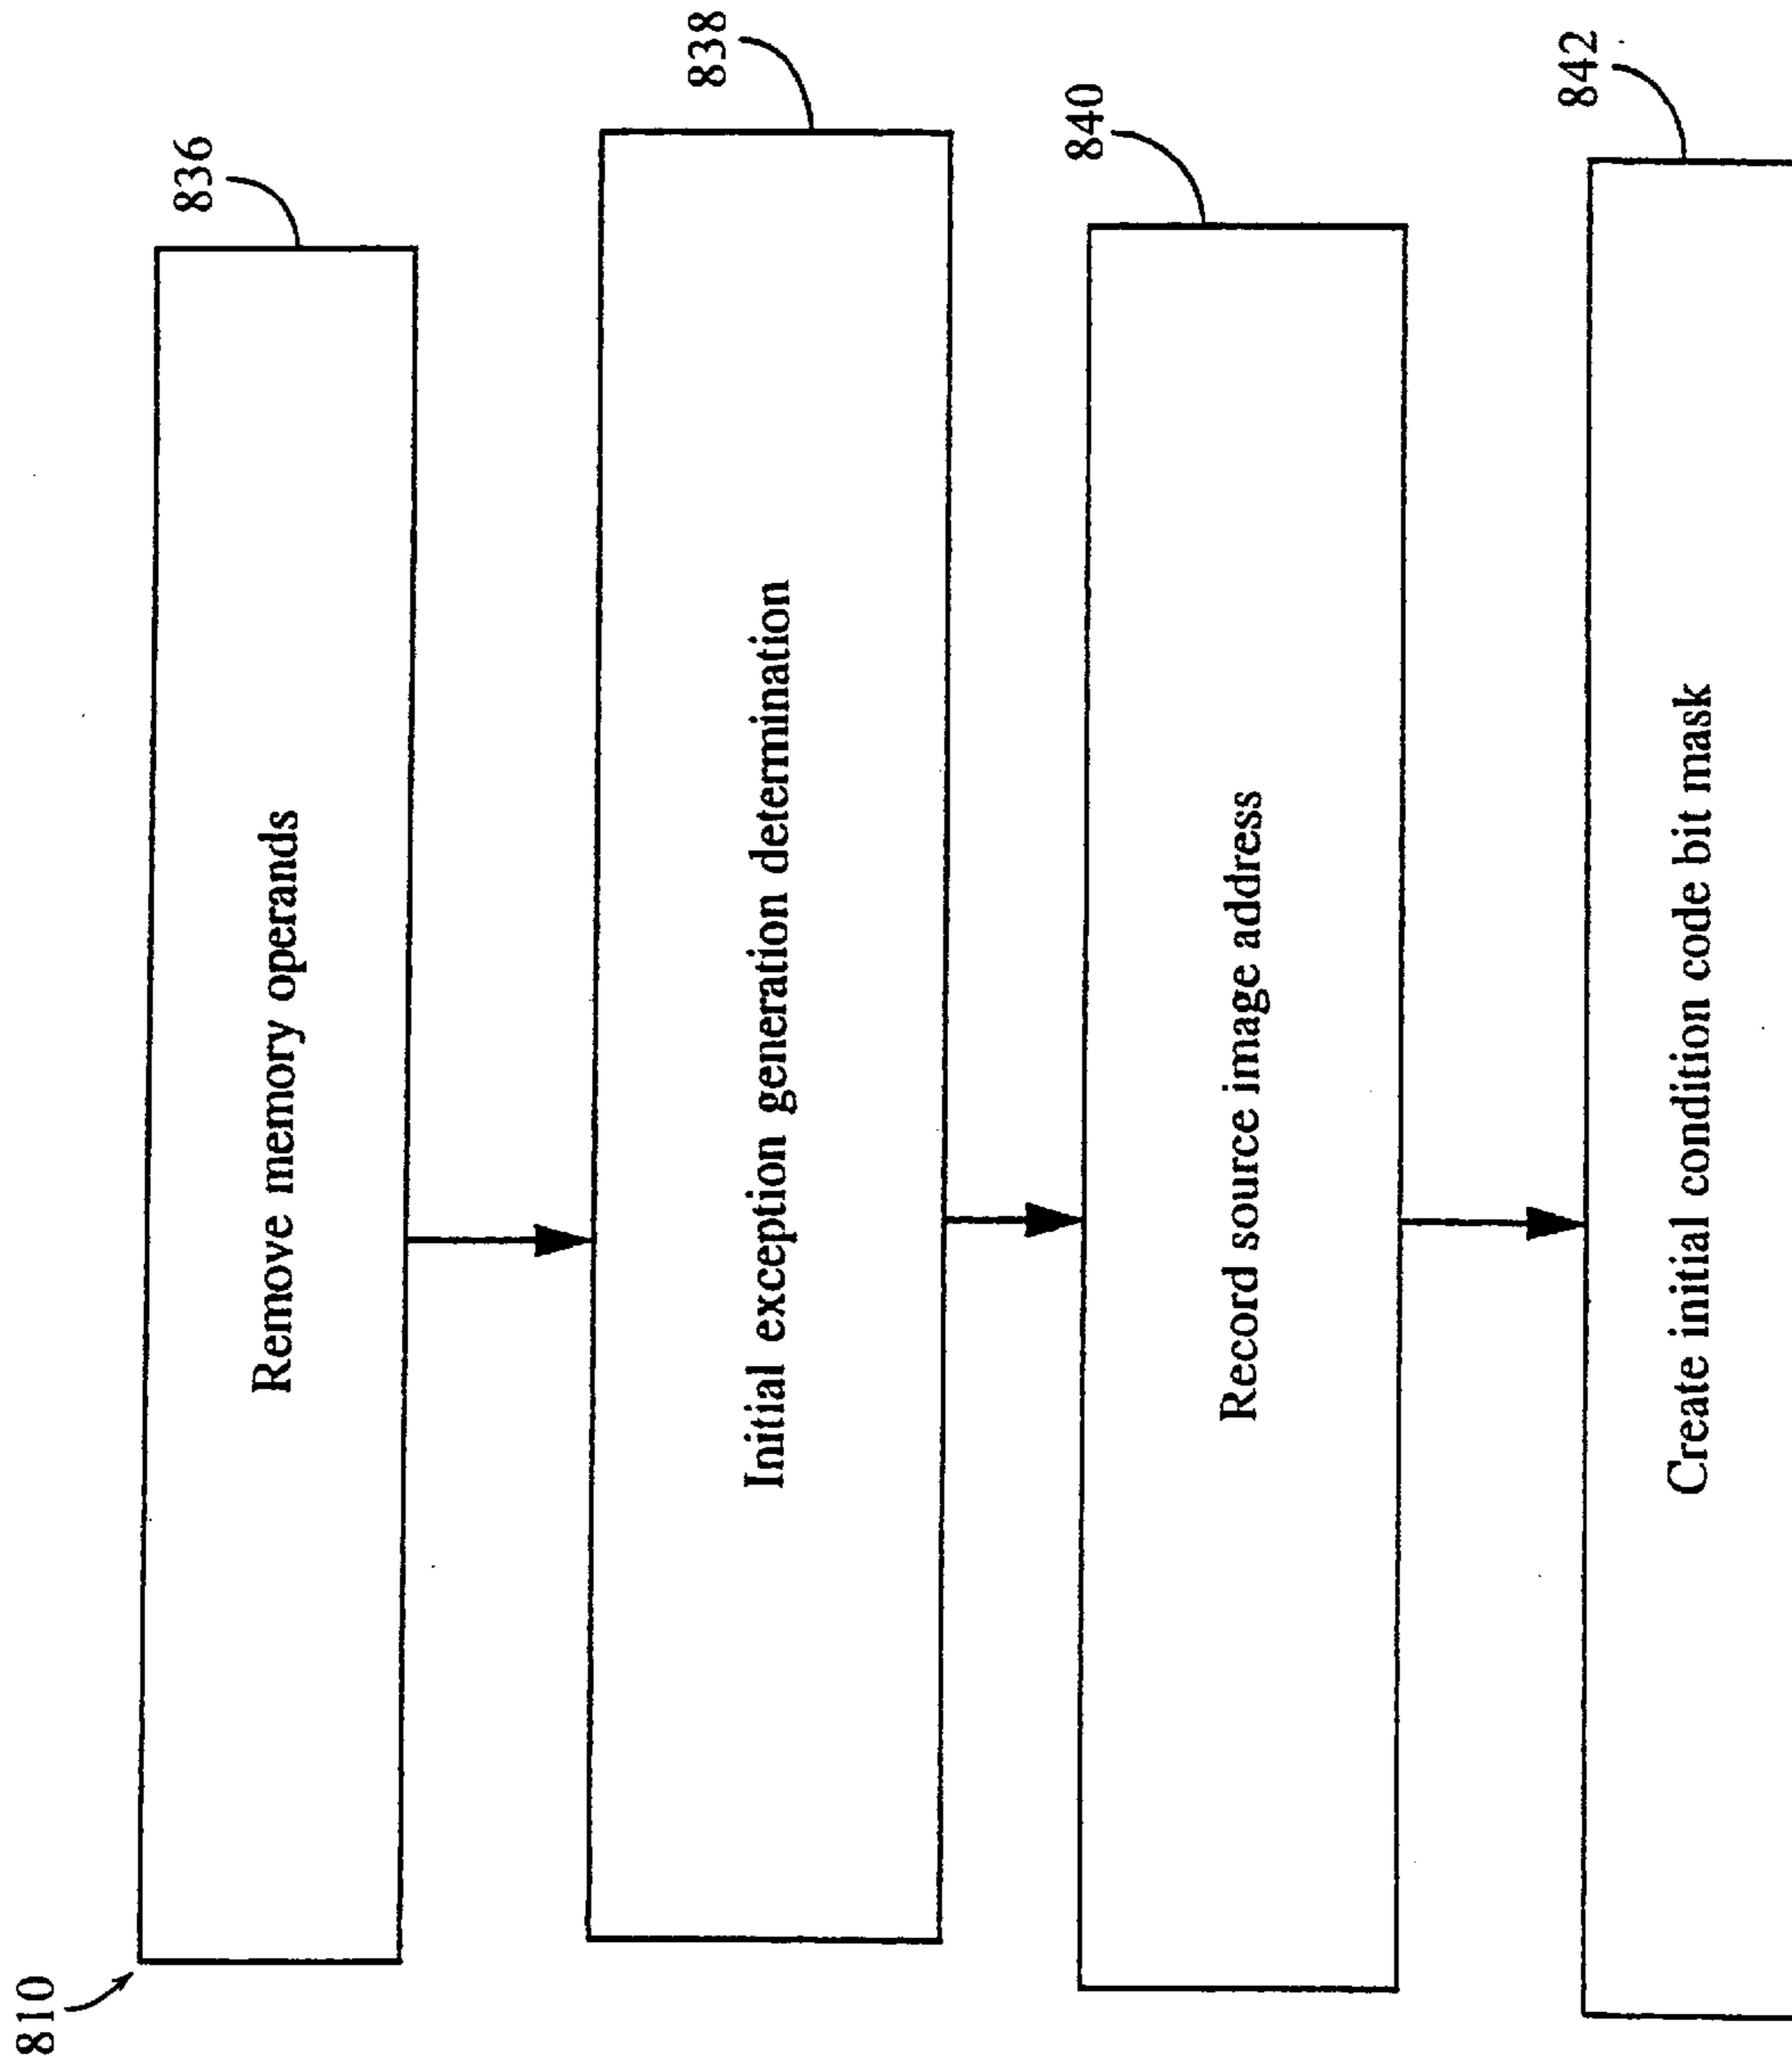 810
836
Remove memory operands
838
Initial exception generation determination
840
Record source image address
842
Create initial condition code bit mask